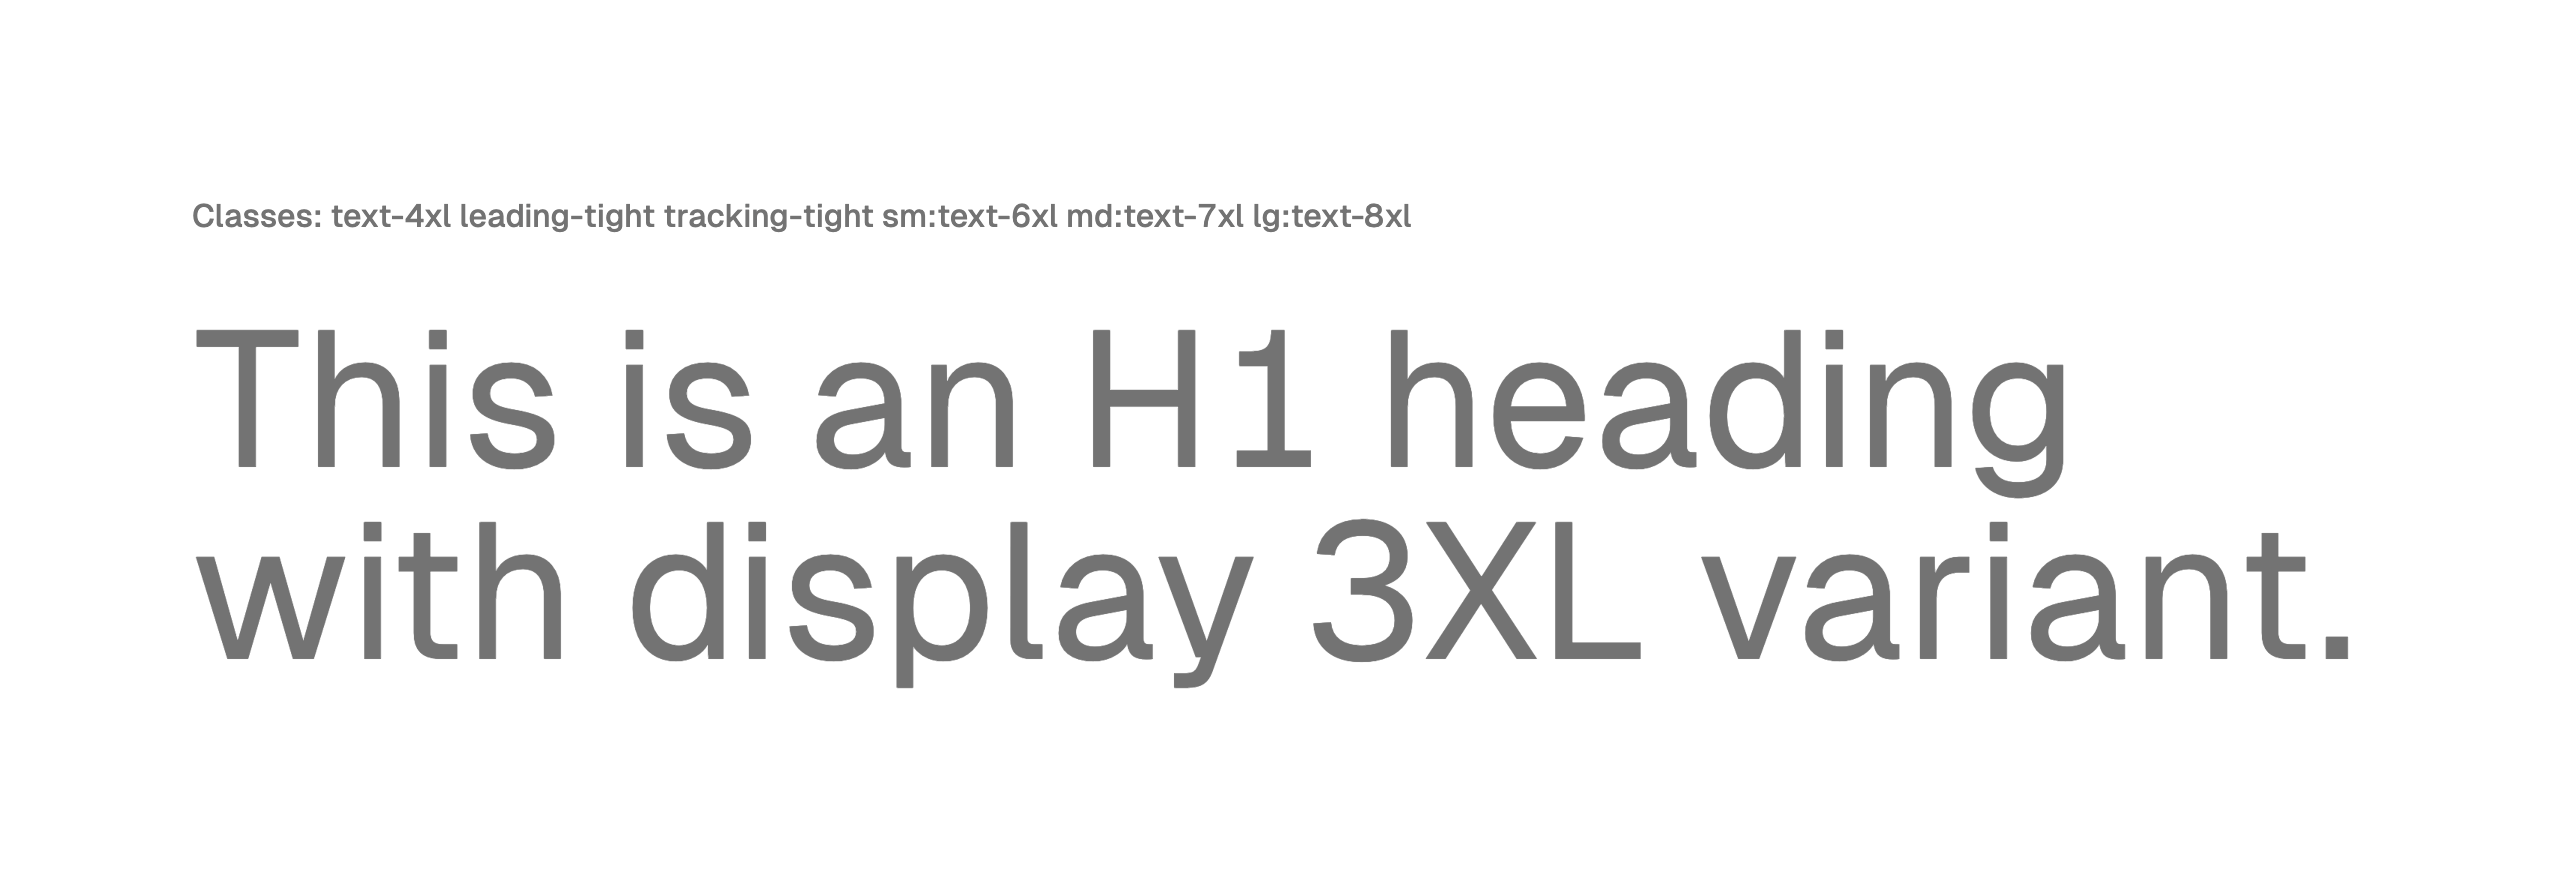 Classes: text-4xl leading-tight tracking-tight sm:text-6xl md:text-7xl lg:text-8xl
This is an H1 heading
with display 3XL variant.